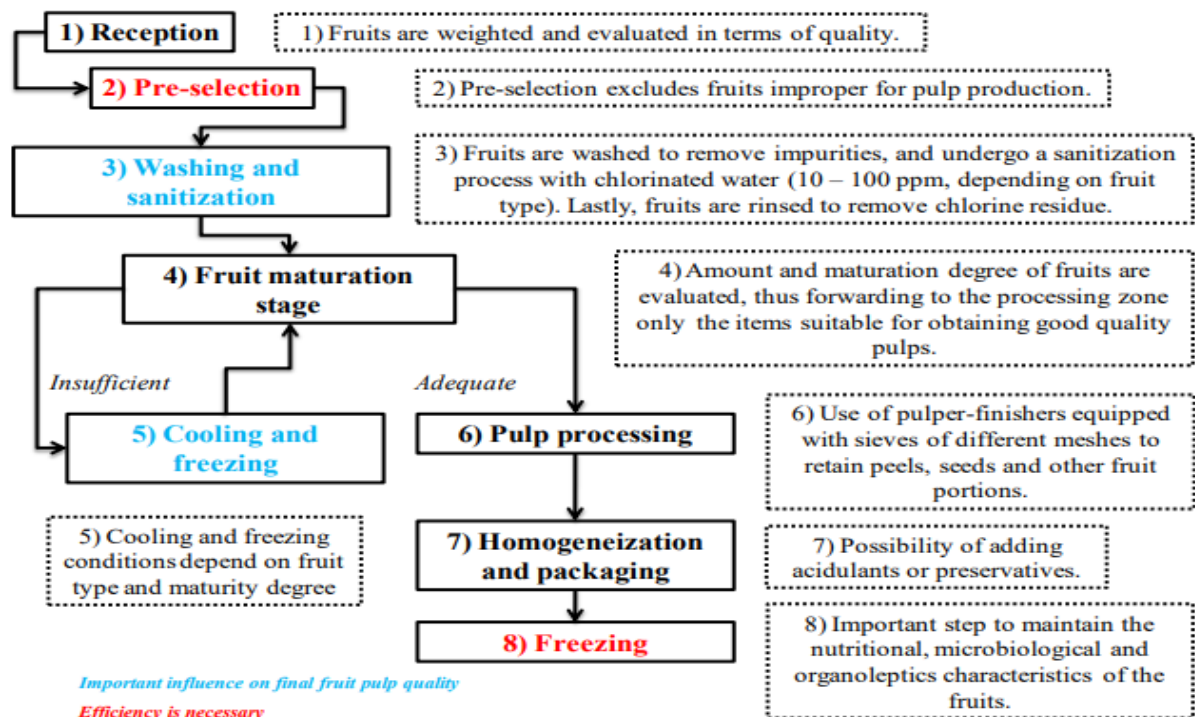 1) Reception
1) Fruits are weighted and evaluated in terms of quality.
2) Pre-selection
2) Pre-selection excludes fruits improper for pulp production.
3) Washing and
sanitization
3) Fruits are washed to remove impurities, and undergo a sanitization
process with chlorinated water (10 – 100 ppm, depending on fruit
type). Lastly, fruits are rinsed to remove chlorine residue.
4) Fruit maturation
stage
4) Amount and maturation degree of fruits are
evaluated, thus forwarding to the processing zone
only the items suitable for obtaining good quality
pulps.
Insufficient
Adequate
5) Cooling and
freezing
6) Pulp processing
6) Use of pulper-finishers equipped
with sieves of different meshes to
retain peels, seeds and other fruit
portions.
5) Cooling and freezing
conditions depend on fruit
type and maturity degree
7) Homogeneization
and packaging
7) Possibility of adding
acidulants or preservatives.
8) Freezing
8) Important step to maintain the
nutritional, microbiological and
organoleptics characteristics of the
fruits.
Important influence on final fruit pulp quality
Efficiency is necessary